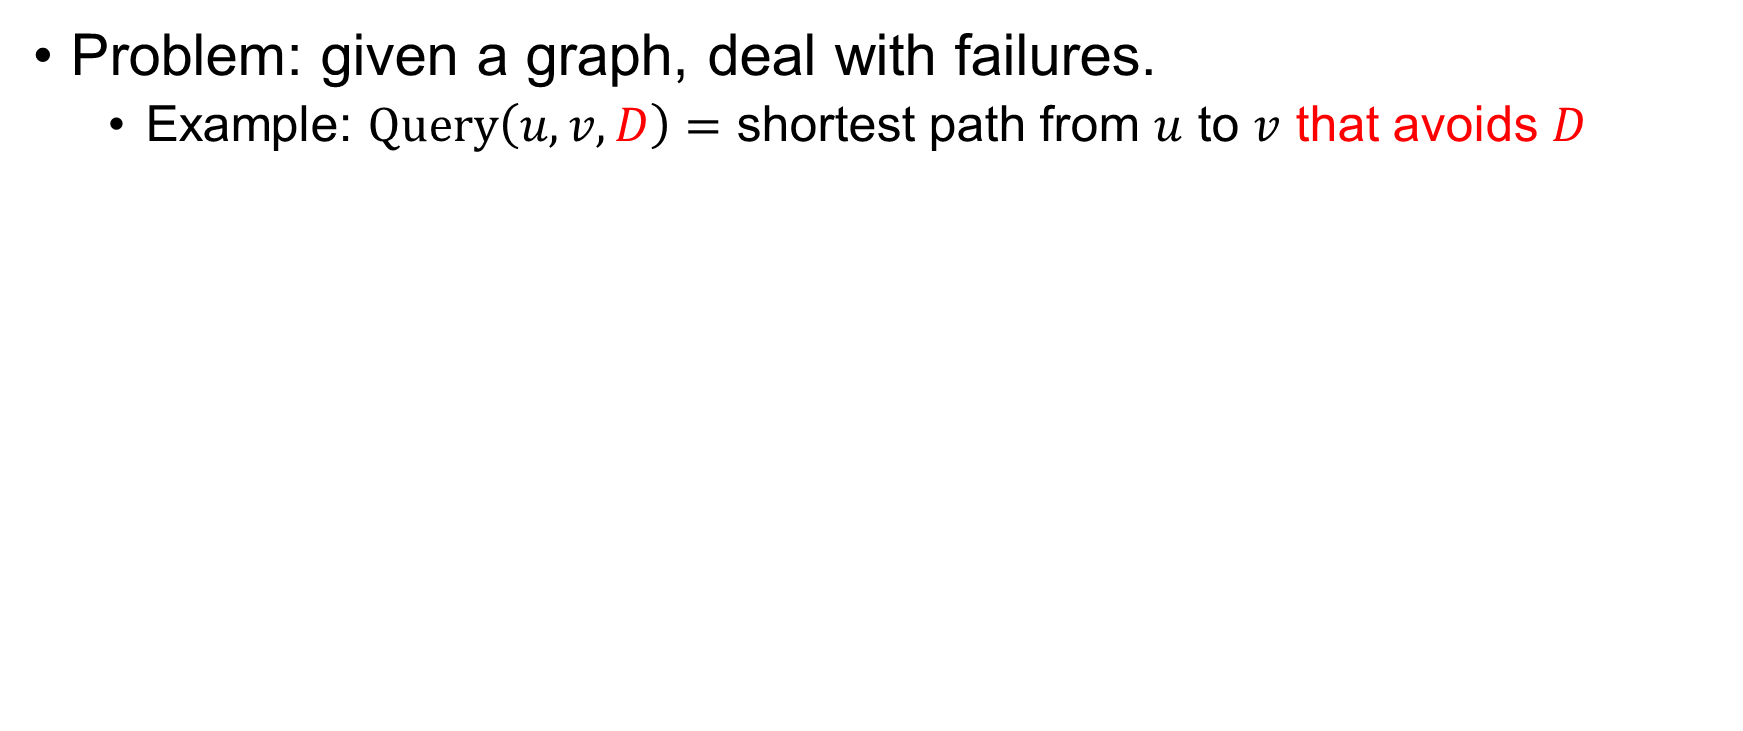 • Problem: given a graph, deal with failures.
• Example: Query(u, v, D) = shortest path from u to v that avoids D